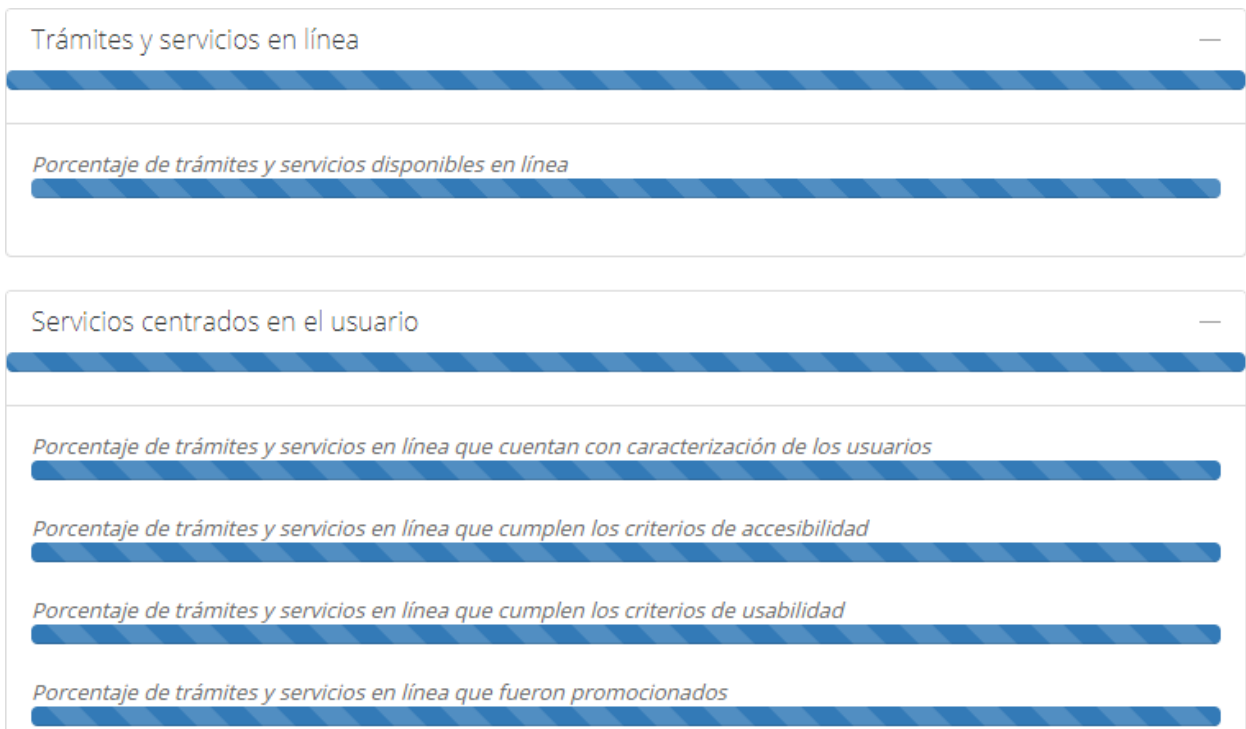 Trámites y servicios en línea
Porcentaje de trámites y servicios disponibles en línea
Servicios centrados en el usuario
Porcentaje de trámites y servicios en línea que cuentan con caracterización de los usuarios
Porcentaje de trámites y servicios en línea que cumplen los criterios de accesibilidad
Porcentaje de trámites y servicios en línea que cumplen los criterios de usabilidad
Porcentaje de trámites y servicios en línea que fueron promocionados